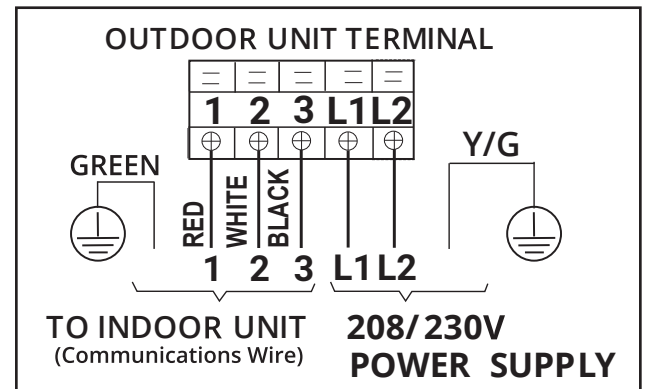 OUTDOOR UNIT TERMINAL
1 2 3 L1 L2
GREEN
Y/G
RED
WHITE
BLACK
1 2 3 L1 L2
TO INDOOR UNIT
(Communications Wire)
208/230V
POWER SUPPLY